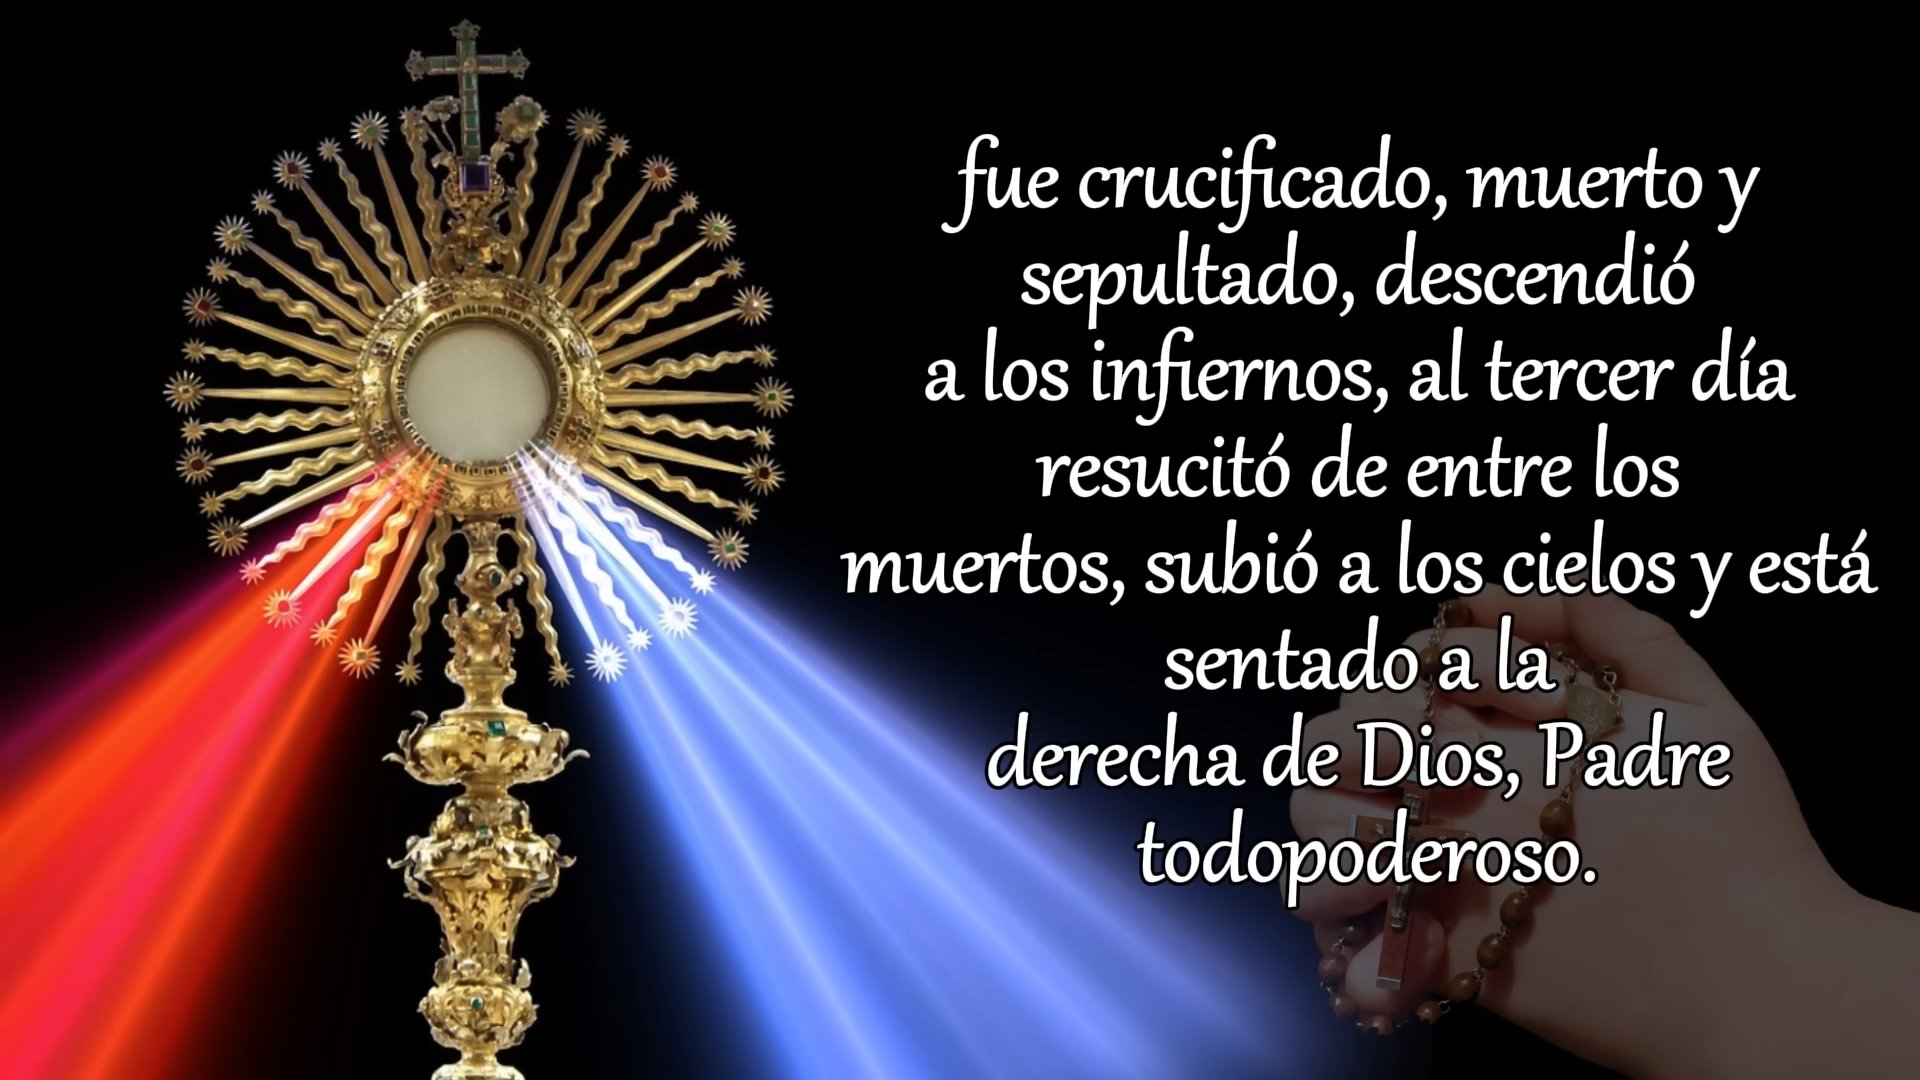 fue crucificado, muerto y
sepultado, descendió
a los infiernos, al tercer día
resucitó de entre los
muertos, subió a los cielos y está
sentado a la
derecha de Dios, Padre
todopoderoso.